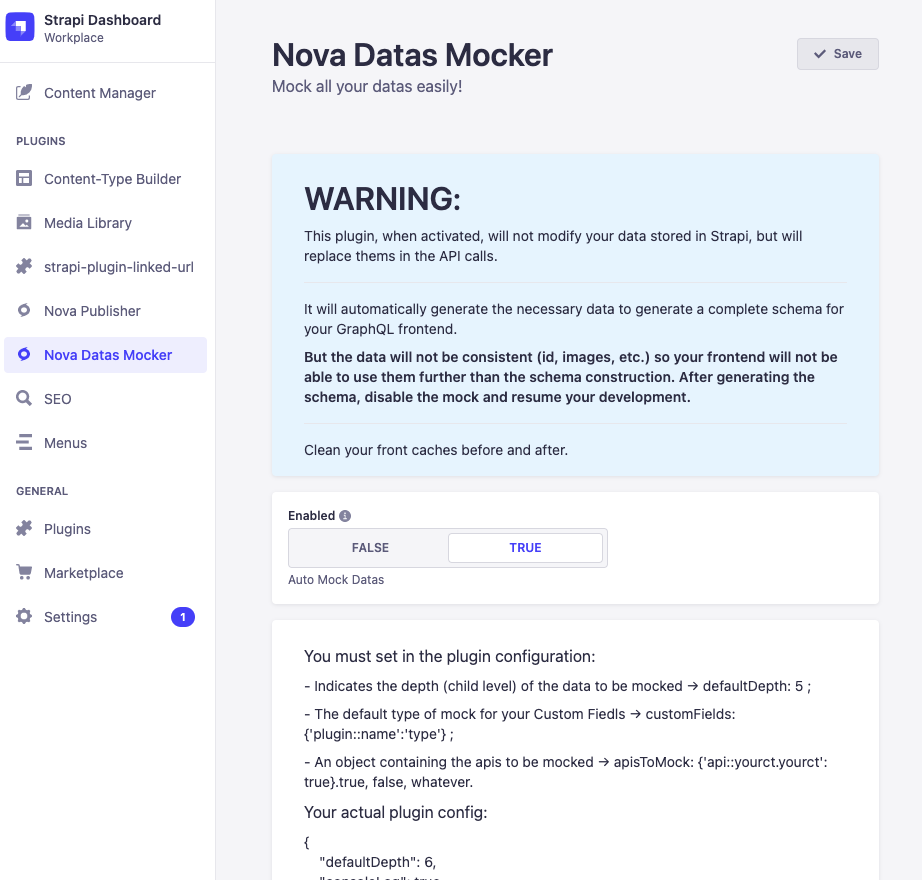 Strapi Dashboard
Workplace
Content Manager
PLUGINS
Content-Type Builder
Media Library
strapi-plugin-linked-url
Nova Publisher
Nova Datas Mocker
SEO
Menus
GENERAL
Plugins
Marketplace
Settings
1
Nova Datas Mocker
Save
Mock all your datas easily!
WARNING:
This plugin, when activated, will not modify your data stored in Strapi, but will
replace thems in the API calls.
It will automatically generate the necessary data to generate a complete schema for
your GraphQL frontend.
But the data will not be consistent (id, images, etc.) so your frontend will not be
able to use them further than the schema construction. After generating the
schema, disable the mock and resume your development.
Clean your front caches before and after.
Enabled
FALSE
TRUE
Auto Mock Datas
You must set in the plugin configuration:
- Indicates the depth (child level) of the data to be mocked → defaultDepth: 5 ;
- The default type of mock for your Custom Fiedls → customFields:
{'plugin::name':'type'} ;
- An object containing the apis to be mocked → apisToMock: {'api::yourct.yourct':
true}.true, false, whatever.
Your actual plugin config:
{
"defaultDepth": 6,